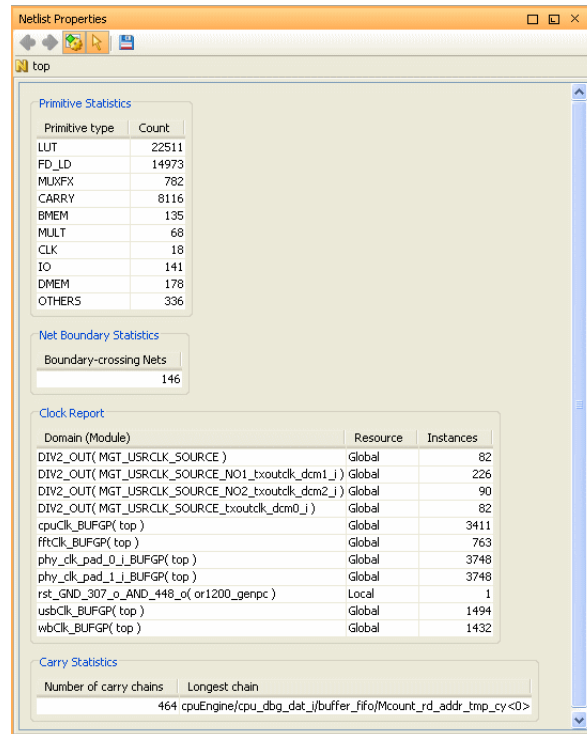 Netlist Properties
top
Primitive Statistics
Primitive type Count
LUT 22511
FD_LD 14973
MUXFX 782
CARRY 8116
BMEM 135
MULT 68
CLK 18
IO 141
DMEM 178
OTHERS 336
Net Boundary Statistics
Boundary-crossing Nets
146
Clock Report
Domain (Module) Resource Instances
DIV2_OUT( MGT_USRCLK_SOURCE ) Global 82
DIV2_OUT( MGT_USRCLK_SOURCE_NO1_txoutclk_dcm1_i ) Global 226
DIV2_OUT( MGT_USRCLK_SOURCE_NO2_txoutclk_dcm2_i ) Global 90
DIV2_OUT( MGT_USRCLK_SOURCE_txoutclk_dcm0_i ) Global 82
cpuClk_BUFGP( top ) Global 3411
fftClk_BUFGP( top ) Global 763
phy_clk_pad_0_i_BUFGP( top ) Global 3748
phy_clk_pad_1_i_BUFGP( top ) Global 3748
rst_GND_307_o_AND_448_o( or1200_genpc ) Local 1
usbClk_BUFGP( top ) Global 1494
wbClk_BUFGP( top ) Global 1432
Carry Statistics
Number of carry chains Longest chain
464 cpuEngine/cpu_dbg_dat_i/buffer_fifo/Mcount_rd_addr_tmp_cy<0>